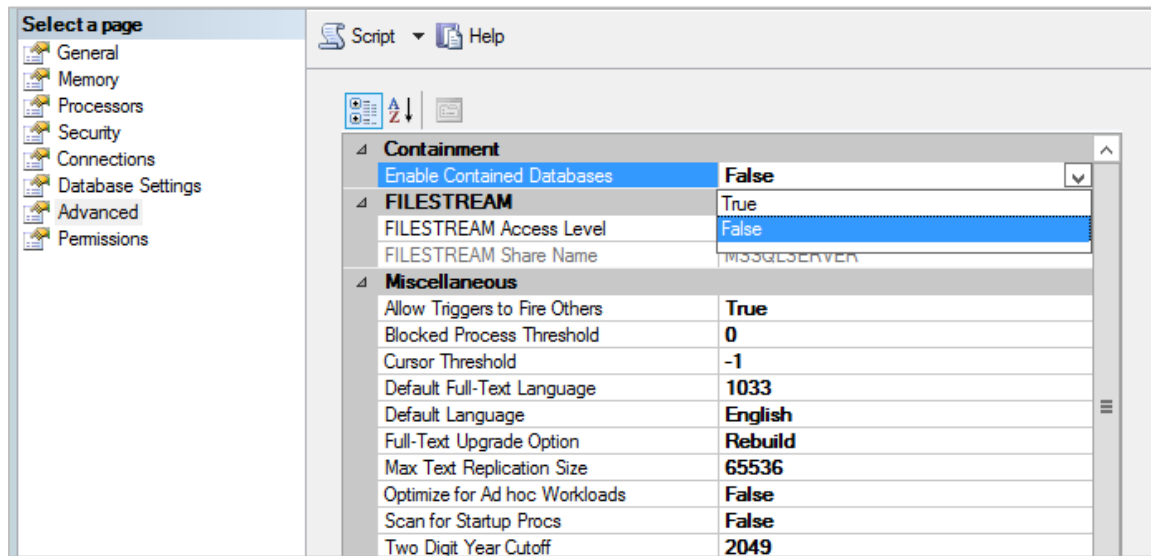 Select a page
General
Memory
Processors
Security
Connections
Database Settings
Advanced
Permissions
Script Help
Containment
Enable Contained Databases False
True
False
FILESTREAM
FILESTREAM Access Level
FILESTREAM Share Name MSSQLSERVER
Miscellaneous
Allow Triggers to Fire Others True
Blocked Process Threshold 0
Cursor Threshold -1
Default Full-Text Language 1033
Default Language English
Full-Text Upgrade Option Rebuild
Max Text Replication Size 65536
Optimize for Ad hoc Workloads False
Scan for Startup Procs False
Two Digit Year Cutoff 2049